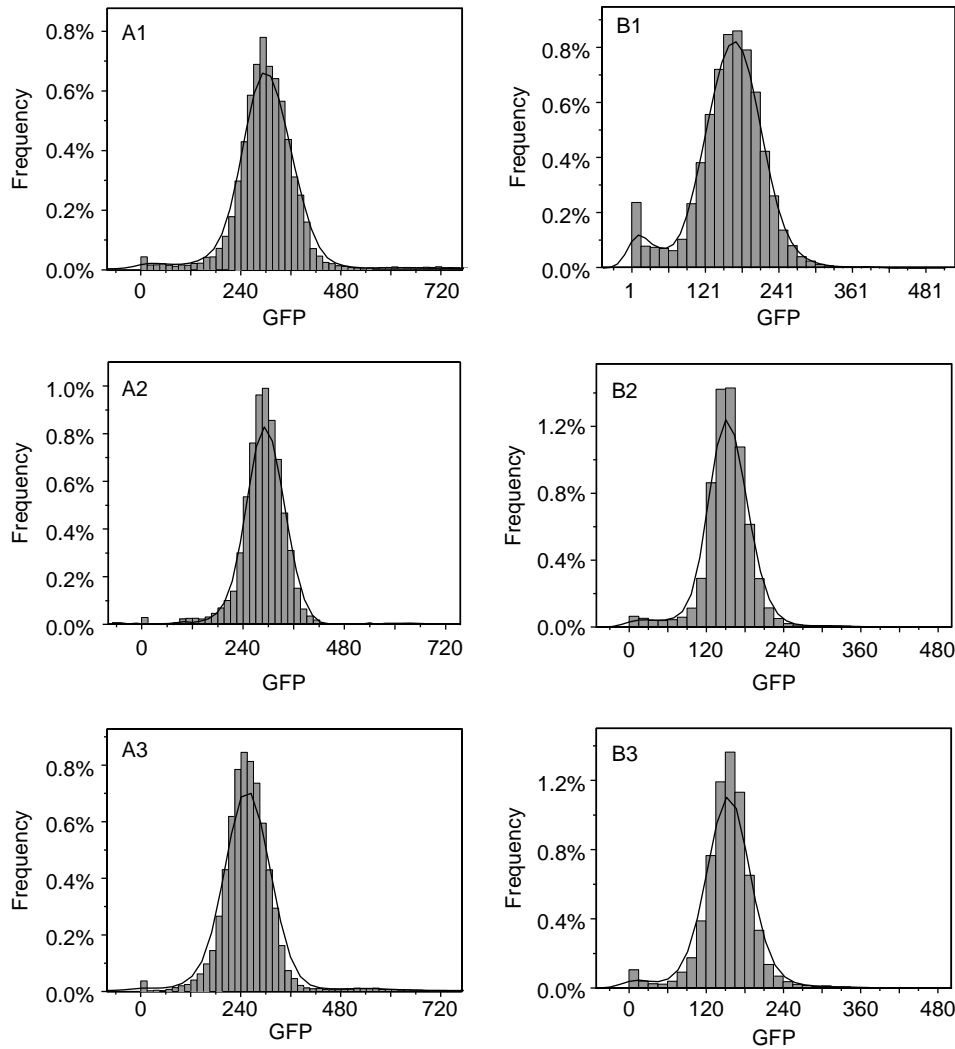 A1
Frequency
0.8%
0.6%
0.4%
0.2%
0.0%
0 240 480 720
GFP
B1
Frequency
0.8%
0.6%
0.4%
0.2%
0.0%
1 121 241 361 481
GFP
A2
Frequency
1.0%
0.8%
0.6%
0.4%
0.2%
0.0%
0 240 480 720
GFP
B2
Frequency
1.2%
0.8%
0.4%
0.0%
0 120 240 360 480
GFP
A3
Frequency
0.8%
0.6%
0.4%
0.2%
0.0%
0 240 480 720
GFP
B3
Frequency
1.2%
0.8%
0.4%
0.0%
0 120 240 360 480
GFP